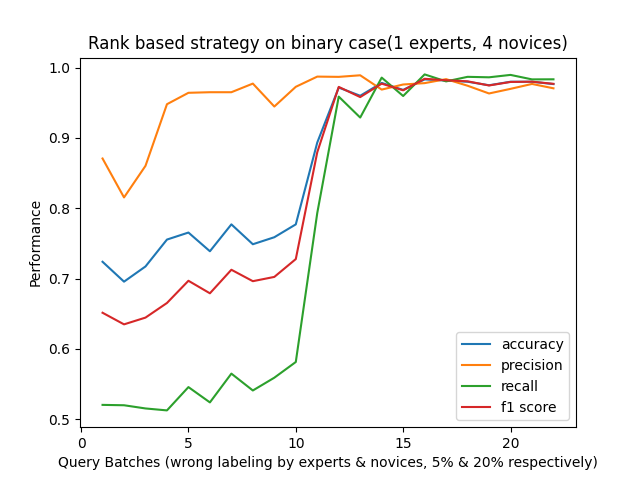 Rank based strategy on binary case(1 experts, 4 novices)
1.0
0.9
0.8
0.7
0.6
0.5
Performance
accuracy
precision
recall
f1 score
0 5 10 15 20
Query Batches (wrong labeling by experts & novices, 5% & 20% respectively)